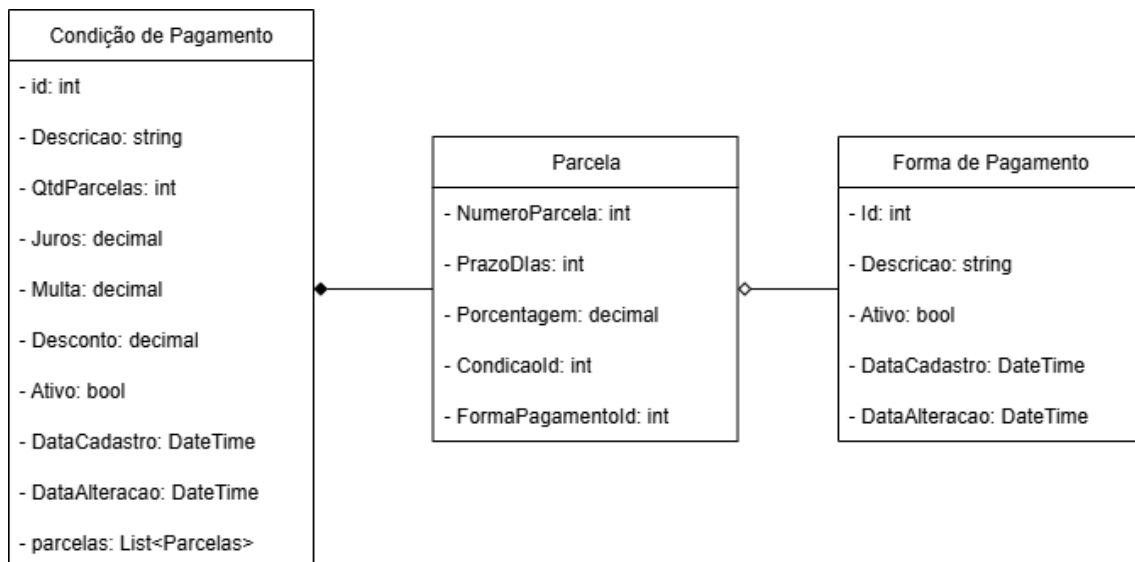 Condição de Pagamento
- id: int
- Descricao: string
- QtdParcelas: int
- Juros: decimal
- Multa: decimal
- Desconto: decimal
- Ativo: bool
- DataCadastro: DateTime
- DataAlteracao: DateTime
- parcelas: List<Parcelas>
Parcela
- NumeroParcela: int
- PrazoDIas: int
- Porcentagem: decimal
- CondicaoId: int
- FormaPagamentoId: int
Forma de Pagamento
- Id: int
- Descricao: string
- Ativo: bool
- DataCadastro: DateTime
- DataAlteracao: DateTime